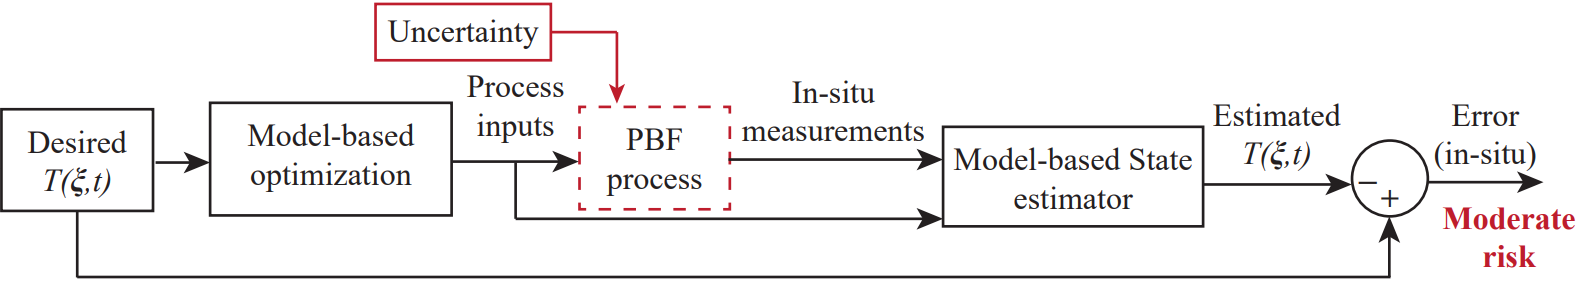 Uncertainty
Desired
T(ξ,t)
Model-based
optimization
Process
inputs
PBF
process
In-situ
measurements
Model-based State
estimator
Estimated
T(ξ,t)
−
+
Error
(in-situ)
Moderate
risk